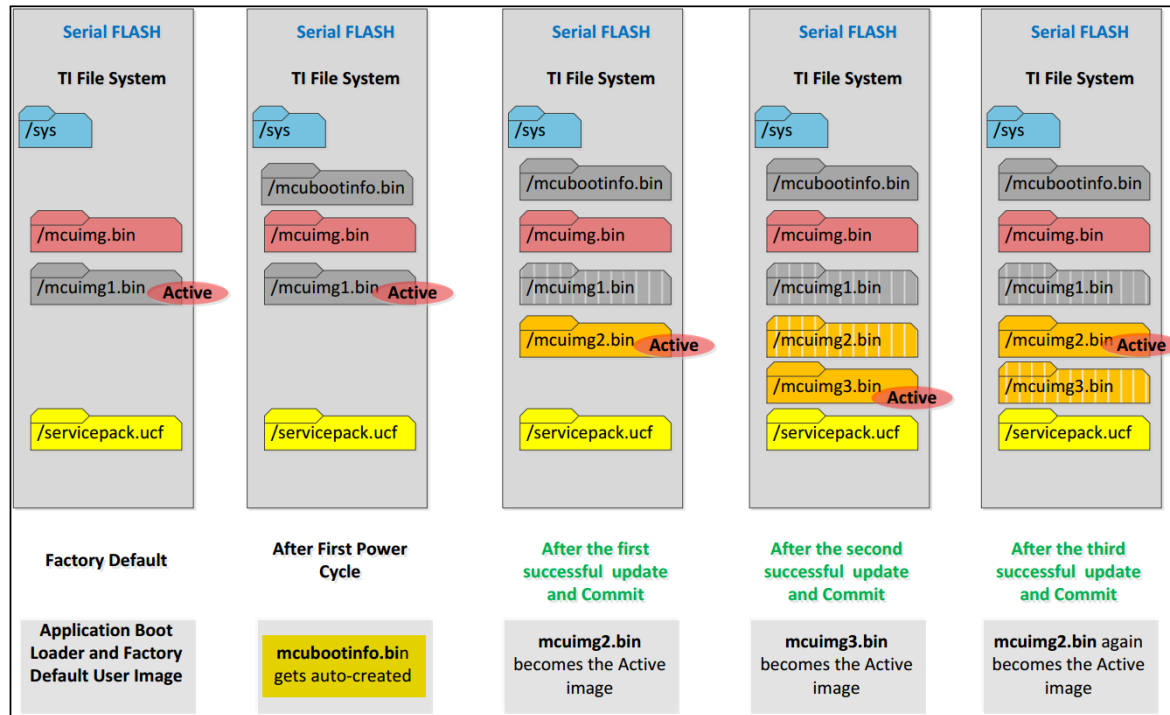 Serial FLASH
TI File System
/sys
/mcuimg.bin
/mcuimg1.bin
Active
/servicepack.ucf
Factory Default
Application Boot
Loader and Factory
Default User Image
Serial FLASH
TI File System
/sys
/mcubootinfo.bin
/mcuimg.bin
/mcuimg1.bin
Active
/servicepack.ucf
After First Power
Cycle
mcubootinfo.bin
gets auto-created
Serial FLASH
TI File System
/sys
/mcubootinfo.bin
/mcuimg.bin
/mcuimg1.bin
/mcuimg2.bin
Active
/servicepack.ucf
After the first
successful update
and Commit
mcuimg2.bin
becomes the Active
image
Serial FLASH
TI File System
/sys
/mcubootinfo.bin
/mcuimg.bin
/mcuimg1.bin
/mcuimg2.bin
/mcuimg3.bin
Active
/servicepack.ucf
After the second
successful update
and Commit
mcuimg3.bin
becomes the Active
image
Serial FLASH
TI File System
/sys
/mcubootinfo.bin
/mcuimg.bin
/mcuimg1.bin
/mcuimg2.bin
Active
/mcuimg3.bin
/servicepack.ucf
After the third
successful update
and Commit
mcuimg2.bin again
becomes the Active
image